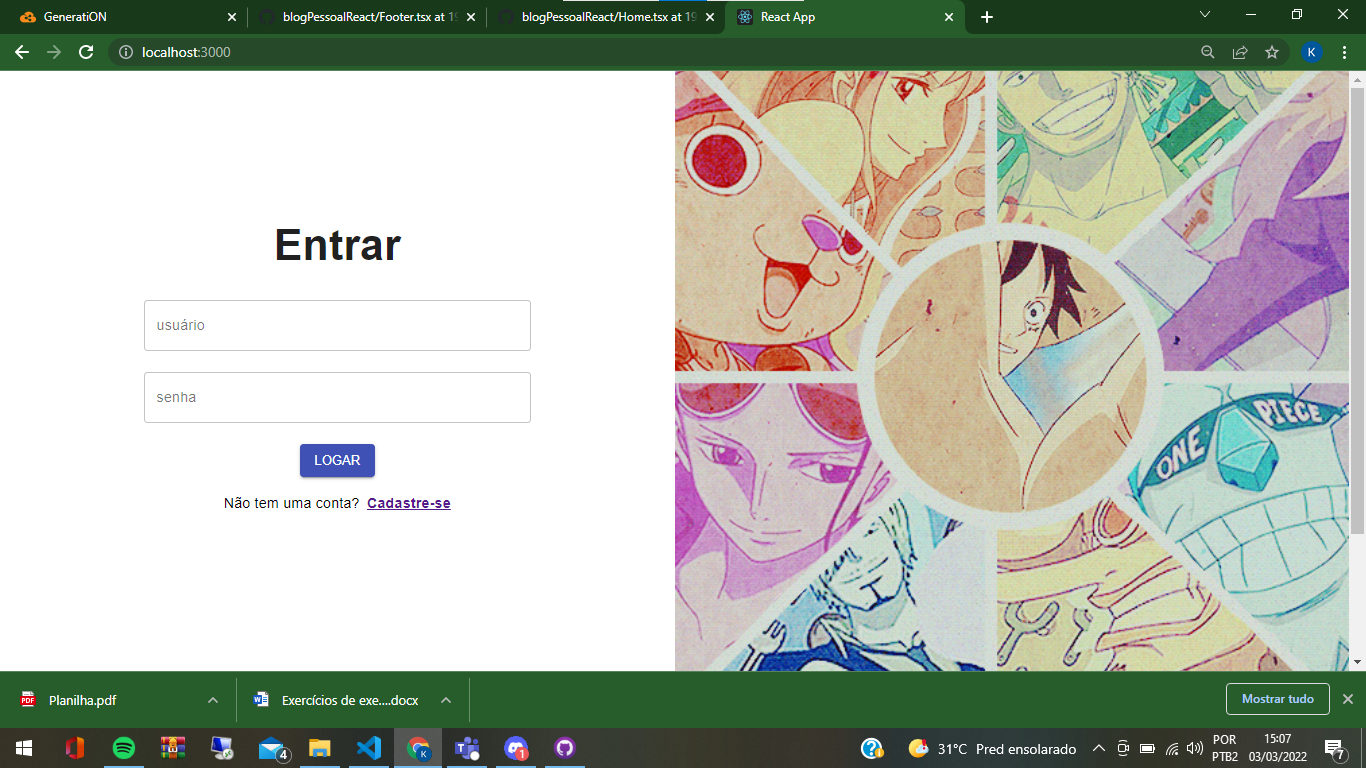 GeneratiON
blogPessoalReact/Footer.tsx at 19
blogPessoalReact/Home.tsx at 19
React App
localhost:3000
K
Entrar
usuário
senha
LOGAR
Não tem uma conta? Cadastre-se
ONE PIECE
PDF
Planilha.pdf
Exercícios de exe....docx
Mostrar tudo
4
K
1
31°C Pred ensolarado
POR
PTB2
15:07
03/03/2022
7